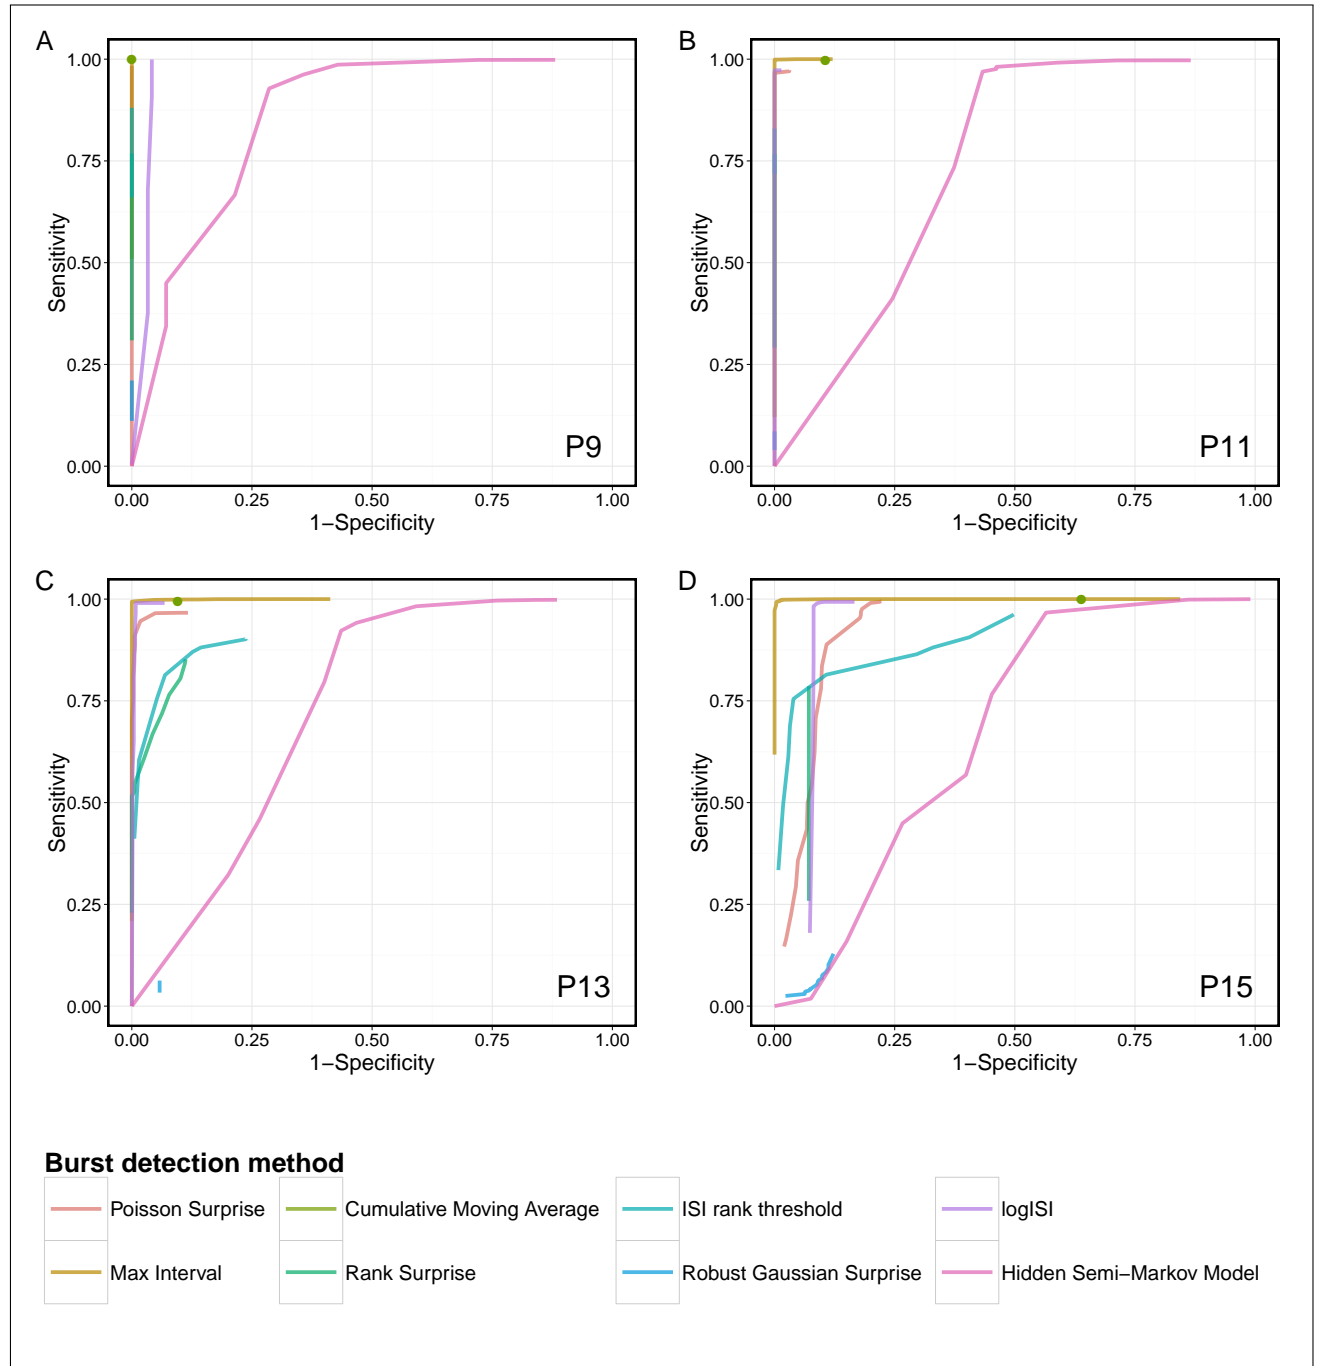 A
1.00
0.75
0.50
0.25
0.00
Sensitivity
P9
0.00 0.25 0.50 0.75 1.00
1−Specificity
B
1.00
0.75
0.50
0.25
0.00
Sensitivity
P11
0.00 0.25 0.50 0.75 1.00
1−Specificity
C
1.00
0.75
0.50
0.25
0.00
Sensitivity
P13
0.00 0.25 0.50 0.75 1.00
1−Specificity
D
1.00
0.75
0.50
0.25
0.00
Sensitivity
P15
0.00 0.25 0.50 0.75 1.00
1−Specificity
Burst detection method
Poisson Surprise Cumulative Moving Average ISI rank threshold logISI
Max Interval Rank Surprise Robust Gaussian Surprise Hidden Semi−Markov Model